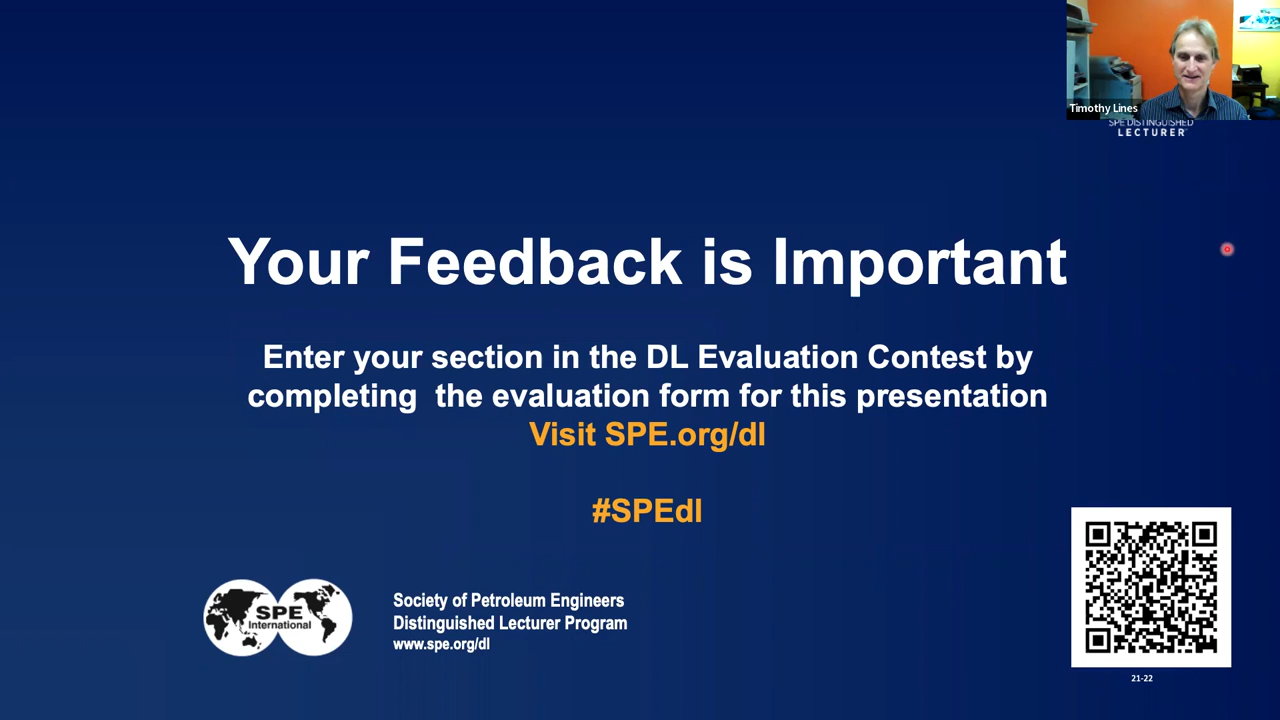 Timothy Lines
SPE DISTINGUISHED
LECTURER
Your Feedback is Important
Enter your section in the DL Evaluation Contest by
completing the evaluation form for this presentation
Visit SPE.org/dl
#SPEdl
SPE
International
Society of Petroleum Engineers
Distinguished Lecturer Program
www.spe.org/dl
21-22